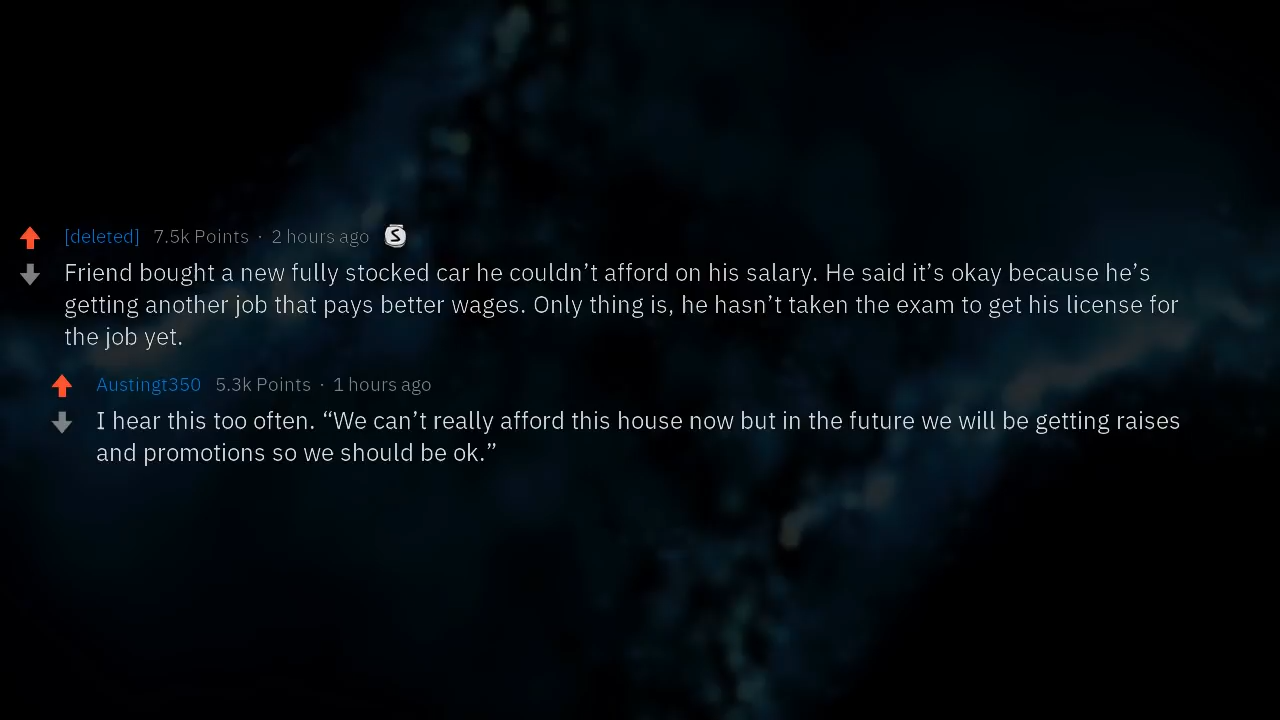 [deleted] 7.5k Points · 2 hours ago S
Friend bought a new fully stocked car he couldn’t afford on his salary. He said it’s okay because he’s
getting another job that pays better wages. Only thing is, he hasn’t taken the exam to get his license for
the job yet.
Austingt350 5.3k Points · 1 hours ago
I hear this too often. “We can’t really afford this house now but in the future we will be getting raises
and promotions so we should be ok.”